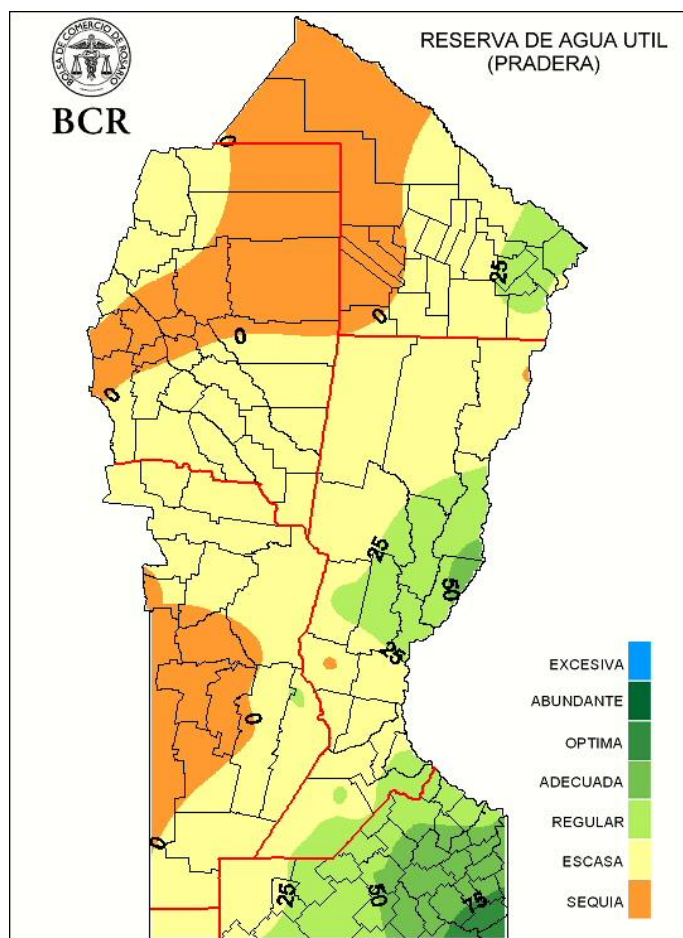 BOLSA DE COMERCIO DE ROSARIO
BCR
RESERVA DE AGUA UTIL
(PRADERA)
0
25
0
0
0
25
50
25
0
0
25
50
75
EXCESIVA
ABUNDANTE
OPTIMA
ADECUADA
REGULAR
ESCASA
SEQUIA